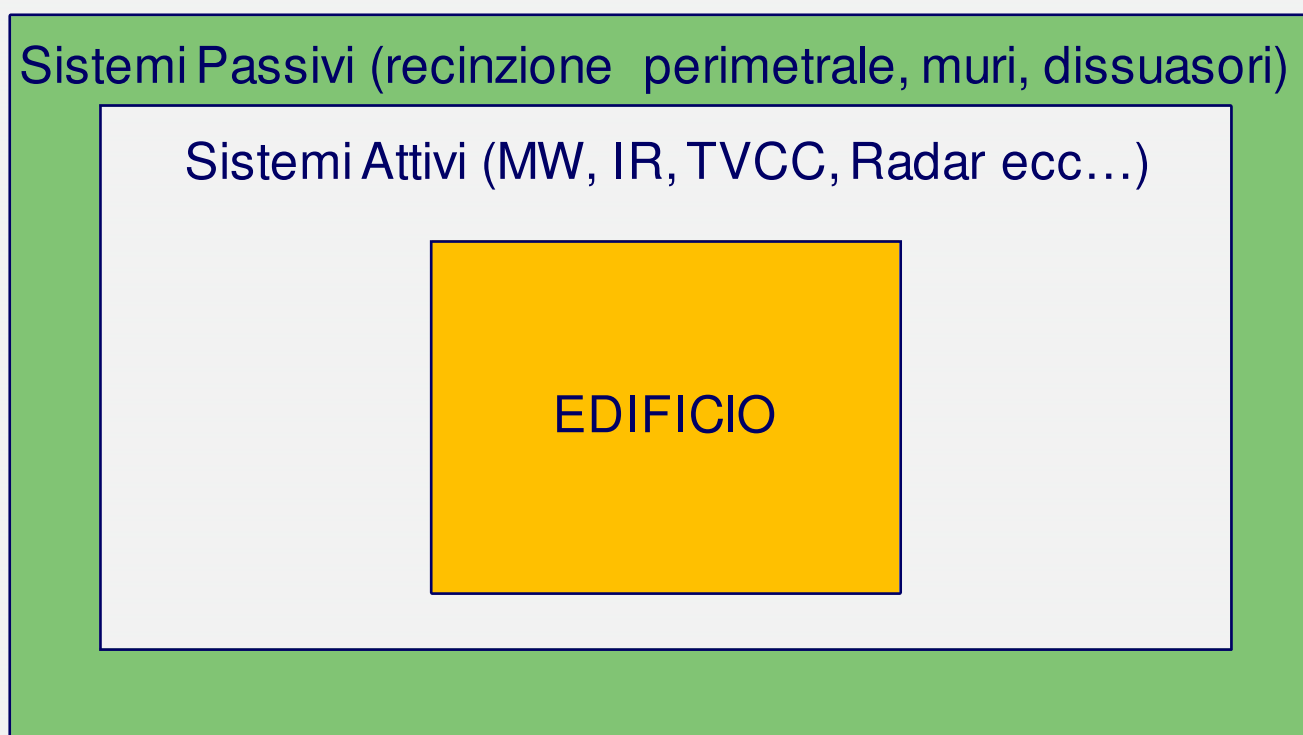 Sistemi Passivi (recinzione perimetrale, muri, dissuasori)
Sistemi Attivi (MW, IR, TVCC, Radar ecc…)
EDIFICIO